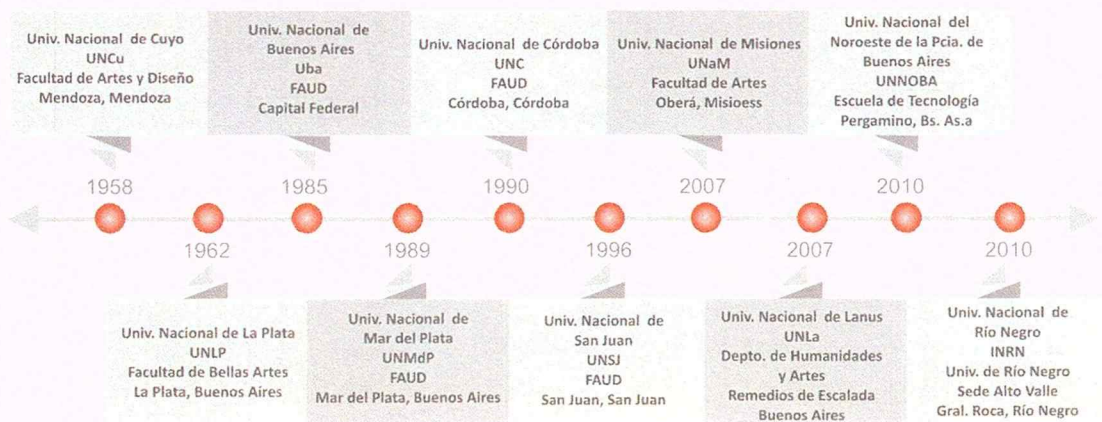 Univ. Nacional de Cuyo
UNCu
Facultad de Artes y Diseño
Mendoza, Mendoza
Univ. Nacional de
Buenos Aires
Uba
FAUD
Capital Federal
Univ. Nacional de Córdoba
UNC
FAUD
Córdoba, Córdoba
Univ. Nacional de Misiones
UNaM
Facultad de Artes
Oberá, Misioess
Univ. Nacional del
Noroeste de la Pcia. de
Buenos Aires
UNNOBA
Escuela de Tecnología
Pergamino, Bs. As.a
1958
1985
1990
2007
2010
1962
1989
1996
2007
2010
Univ. Nacional de La Plata
UNLP
Facultad de Bellas Artes
La Plata, Buenos Aires
Univ. Nacional de
Mar del Plata
UNMdP
FAUD
Mar del Plata, Buenos Aires
Univ. Nacional de
San Juan
UNSJ
FAUD
San Juan, San Juan
Univ. Nacional de Lanus
UNLa
Depto. de Humanidades
y Artes
Remedios de Escalada
Buenos Aires
Univ. Nacional de
Río Negro
INRN
Univ. de Río Negro
Sede Alto Valle
Gral. Roca, Río Negro